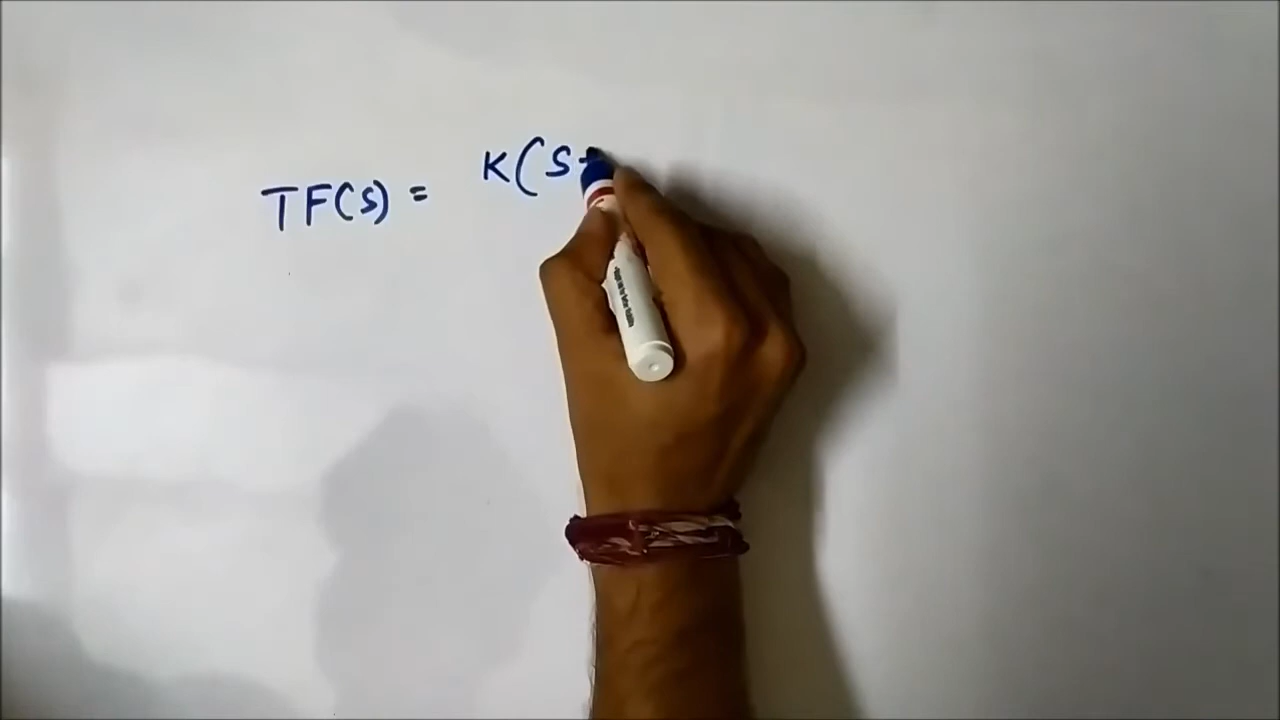 TF(s) = K(S+